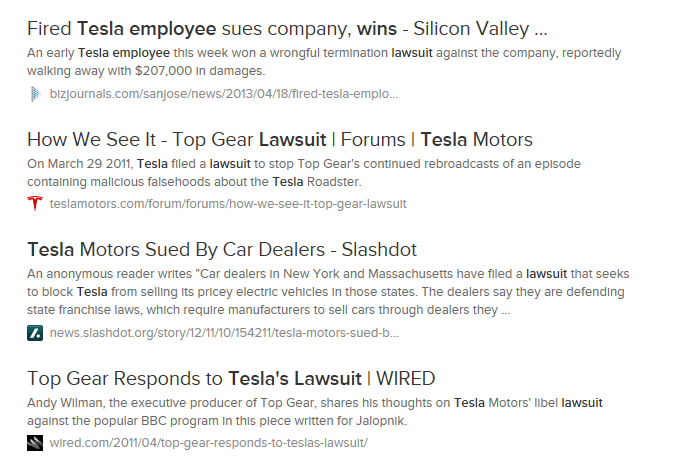 Fired Tesla employee sues company, wins - Silicon Valley ...
An early Tesla employee this week won a wrongful termination lawsuit against the company, reportedly
walking away with $207,000 in damages.
bizjournals.com/sanjose/news/2013/04/18/fired-tesla-emplo...
How We See It - Top Gear Lawsuit | Forums | Tesla Motors
On March 29 2011, Tesla filed a lawsuit to stop Top Gear's continued rebroadcasts of an episode
containing malicious falsehoods about the Tesla Roadster.
teslamotors.com/forum/forums/how-we-see-it-top-gear-lawsuit
Tesla Motors Sued By Car Dealers - Slashdot
An anonymous reader writes "Car dealers in New York and Massachusetts have filed a lawsuit that seeks
to block Tesla from selling its pricey electric vehicles in those states. The dealers say they are defending
state franchise laws, which require manufacturers to sell cars through dealers they ...
news.slashdot.org/story/12/11/10/154211/tesla-motors-sued-b...
Top Gear Responds to Tesla's Lawsuit | WIRED
Andy Wilman, the executive producer of Top Gear, shares his thoughts on Tesla Motors' libel lawsuit
against the popular BBC program in this piece written for Jalopnik.
wired.com/2011/04/top-gear-responds-to-teslas-lawsuit/